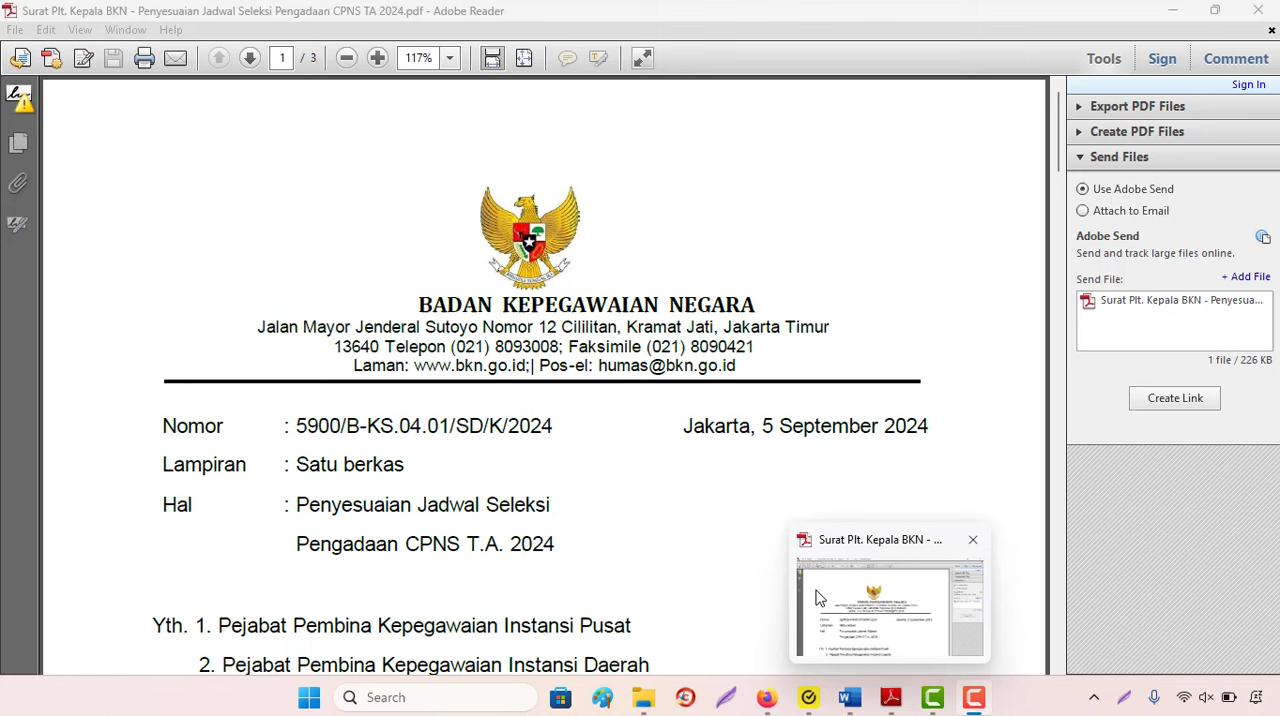 Surat Plt. Kepala BKN - Penyesuaian Jadwal Seleksi Pengadaan CPNS TA 2024.pdf - Adobe Reader
File Edit View Window Help
1 / 3 117% Tools Sign Comment
Sign In
Export PDF Files
Create PDF Files
Send Files
Use Adobe Send
Attach to Email
Adobe Send
Send and track large files online.
Send File:
+ Add File
Surat Plt. Kepala BKN - Penyesua...
1 file / 226 KB
Create Link
BADAN KEPEGAWAIAN NEGARA
Jalan Mayor Jenderal Sutoyo Nomor 12 Cililitan, Kramat Jati, Jakarta Timur
13640 Telepon (021) 8093008; Faksimile (021) 8090421
Laman: www.bkn.go.id;| Pos-el: humas@bkn.go.id
Nomor : 5900/B-KS.04.01/SD/K/2024 Jakarta, 5 September 2024
Lampiran : Satu berkas
Hal : Penyesuaian Jadwal Seleksi
Pengadaan CPNS T.A. 2024
Yth. 1. Pejabat Pembina Kepegawaian Instansi Pusat
2. Pejabat Pembina Kepegawaian Instansi Daerah
Surat Plt. Kepala BKN - ...
Search